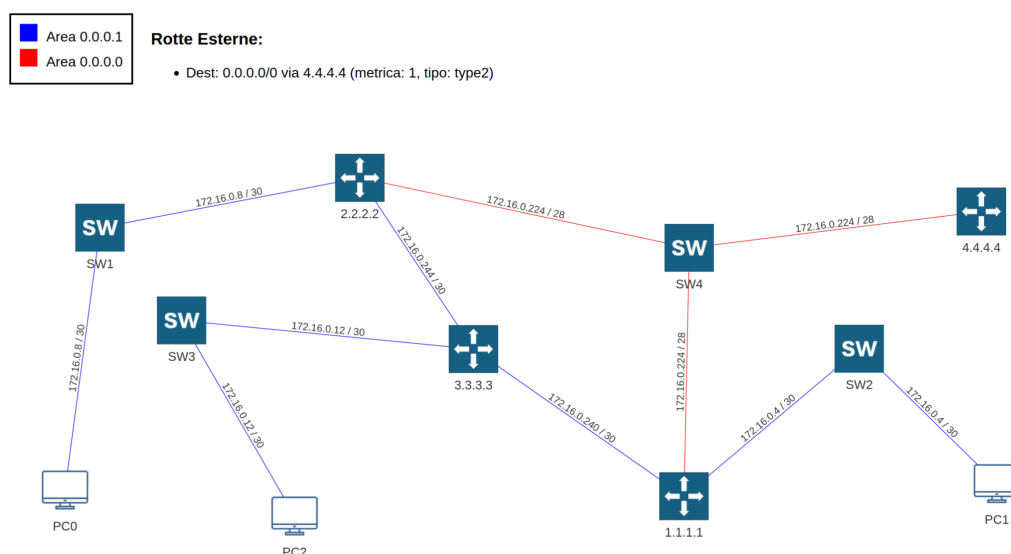 Area 0.0.0.1
Area 0.0.0.0
Rotte Esterne:
• Dest: 0.0.0.0/0 via 4.4.4.4 (metrica: 1, tipo: type2)
172.16.0.8 / 30
2.2.2.2
172.16.0.224 / 28
172.16.0.224 / 28
4.4.4.4
SW
SW1
SW
SW4
172.16.0.244 / 30
172.16.0.8 / 30
SW
SW3
172.16.0.12 / 30
3.3.3.3
172.16.0.224 / 28
SW
SW2
172.16.0.12 / 30
172.16.0.240 / 30
172.16.0.4 / 30
172.16.0.4 / 30
PC0
PC2
1.1.1.1
PC1